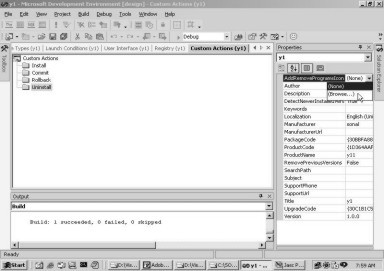 y1 - Microsoft Development Environment [design] - Custom Actions (y1)
File Edit View Project Build Debug Tools Window Help
Debug
Types (y1) Launch Conditions (y1) User Interface (y1) Registry (y1) Custom Actions (y1)
Toolbox
Custom Actions
Install
Commit
Rollback
Uninstall
Properties
y1
AddRemoveProgramsIcon (None)
Author (None)
Description (Browse...)
DetectNewerInstalledVers True
Keywords
Localization English (Uni
Manufacturer sonal
ManufacturerUrl
PackageCode {30BBFA88
ProductCode {1D364AAF
ProductName y11
RemovePreviousVersions False
SearchPath
Subject
SupportPhone
SupportUrl
Title y1
UpgradeCode {00C1B1C5
Version 1.0.0
Solution Explorer
Output
Build
Build: 1 succeeded, 0 failed, 0 skipped
Ready
Start
y1 - ...
Jasc P...
7:59 AM